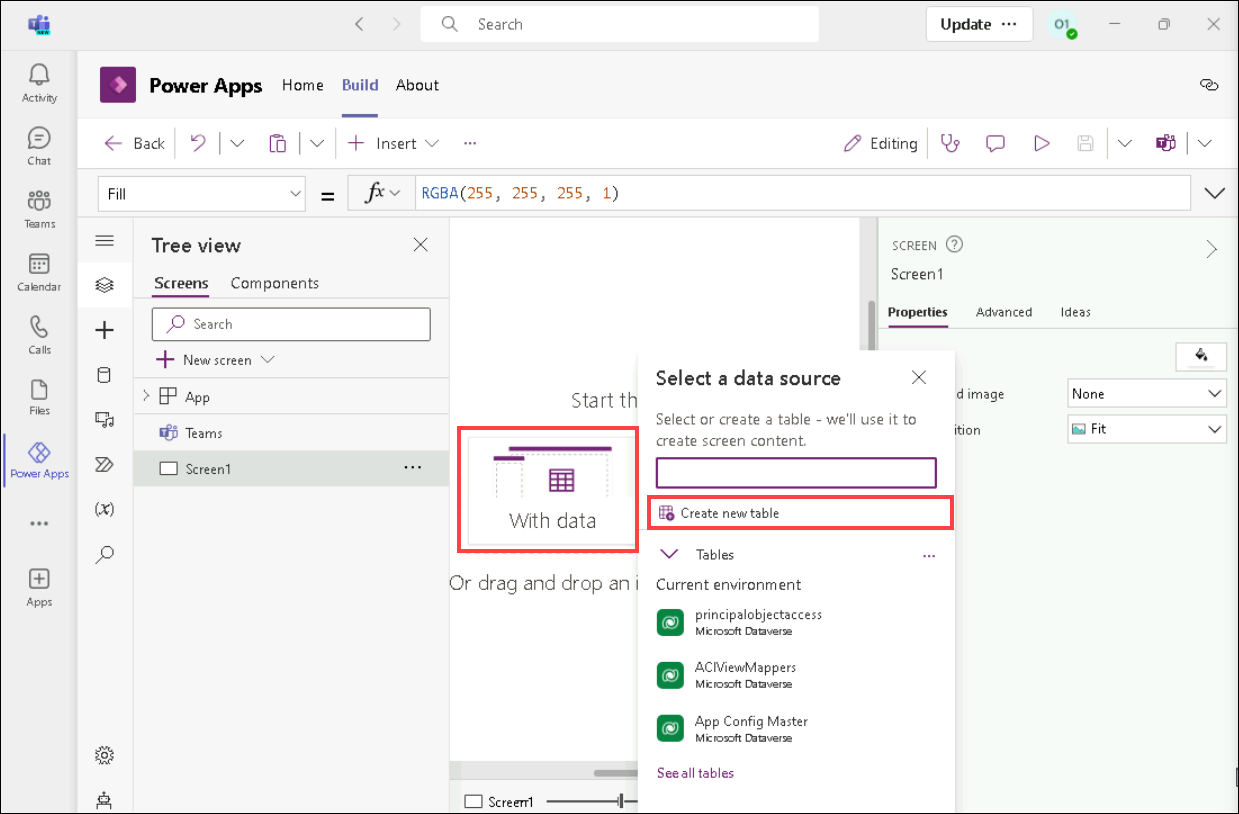 NEW
Search
Update ...
O1
Activity
Chat
Teams
Calendar
Calls
Files
Power Apps
Apps
Power Apps Home Build About
Back
Insert
...
Editing
Fill
=
fx
RGBA(255, 255, 255, 1)
(x)
Tree view
Screens Components
Search
New screen
App
Teams
Screen1 ...
Start th
With data
Or drag and drop an i
Screen1
Select a data source
Select or create a table - we'll use it to
create screen content.
Create new table
Tables ...
Current environment
principalobjectaccess
Microsoft Dataverse
ACIViewMappers
Microsoft Dataverse
App Config Master
Microsoft Dataverse
See all tables
SCREEN ?
Screen1
Properties Advanced Ideas
d image None
ition Fit